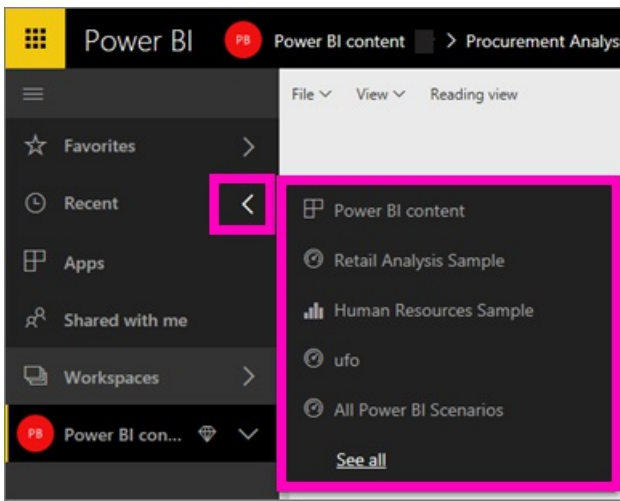 Power BI PB Power BI content > Procurement Analys
File View Reading view
Favorites
Recent
Apps
Shared with me
Workspaces
PB Power BI con...
Power BI content
Retail Analysis Sample
Human Resources Sample
ufo
All Power BI Scenarios
See all